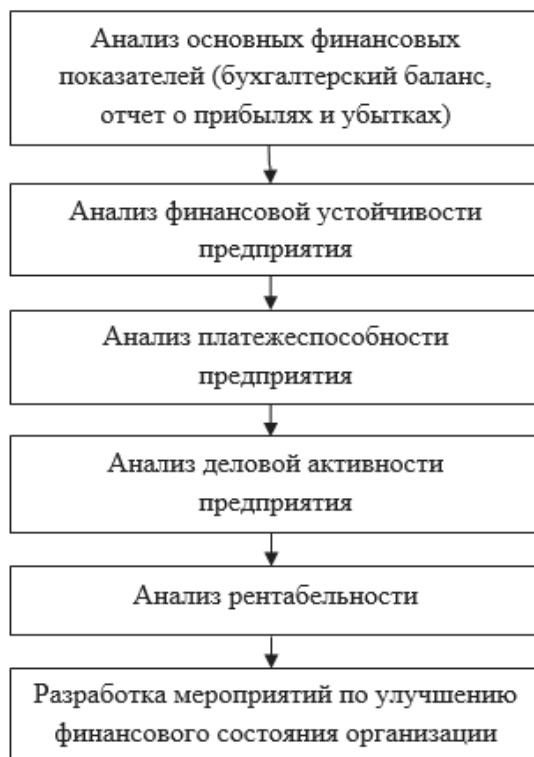 Анализ основных финансовых
показателей (бухгалтерский баланс,
отчет о прибылях и убытках)
Анализ финансовой устойчивости
предприятия
Анализ платежеспособности
предприятия
Анализ деловой активности
предприятия
Анализ рентабельности
Разработка мероприятий по улучшению
финансового состояния организации